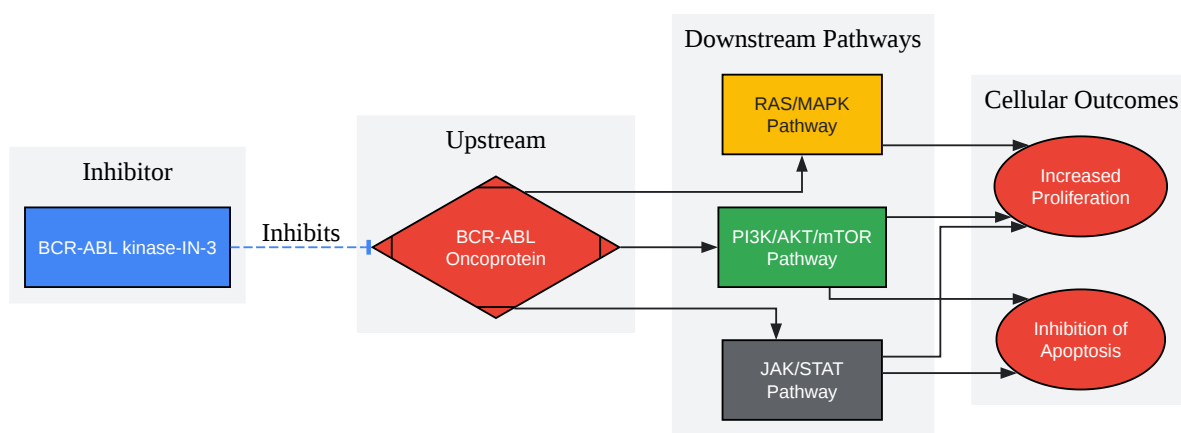 Inhibitor
BCR-ABL kinase-IN-3
Inhibits
Upstream
BCR-ABL
Oncoprotein
Downstream Pathways
RAS/MAPK
Pathway
PI3K/AKT/mTOR
Pathway
JAK/STAT
Pathway
Cellular Outcomes
Increased
Proliferation
Inhibition of
Apoptosis